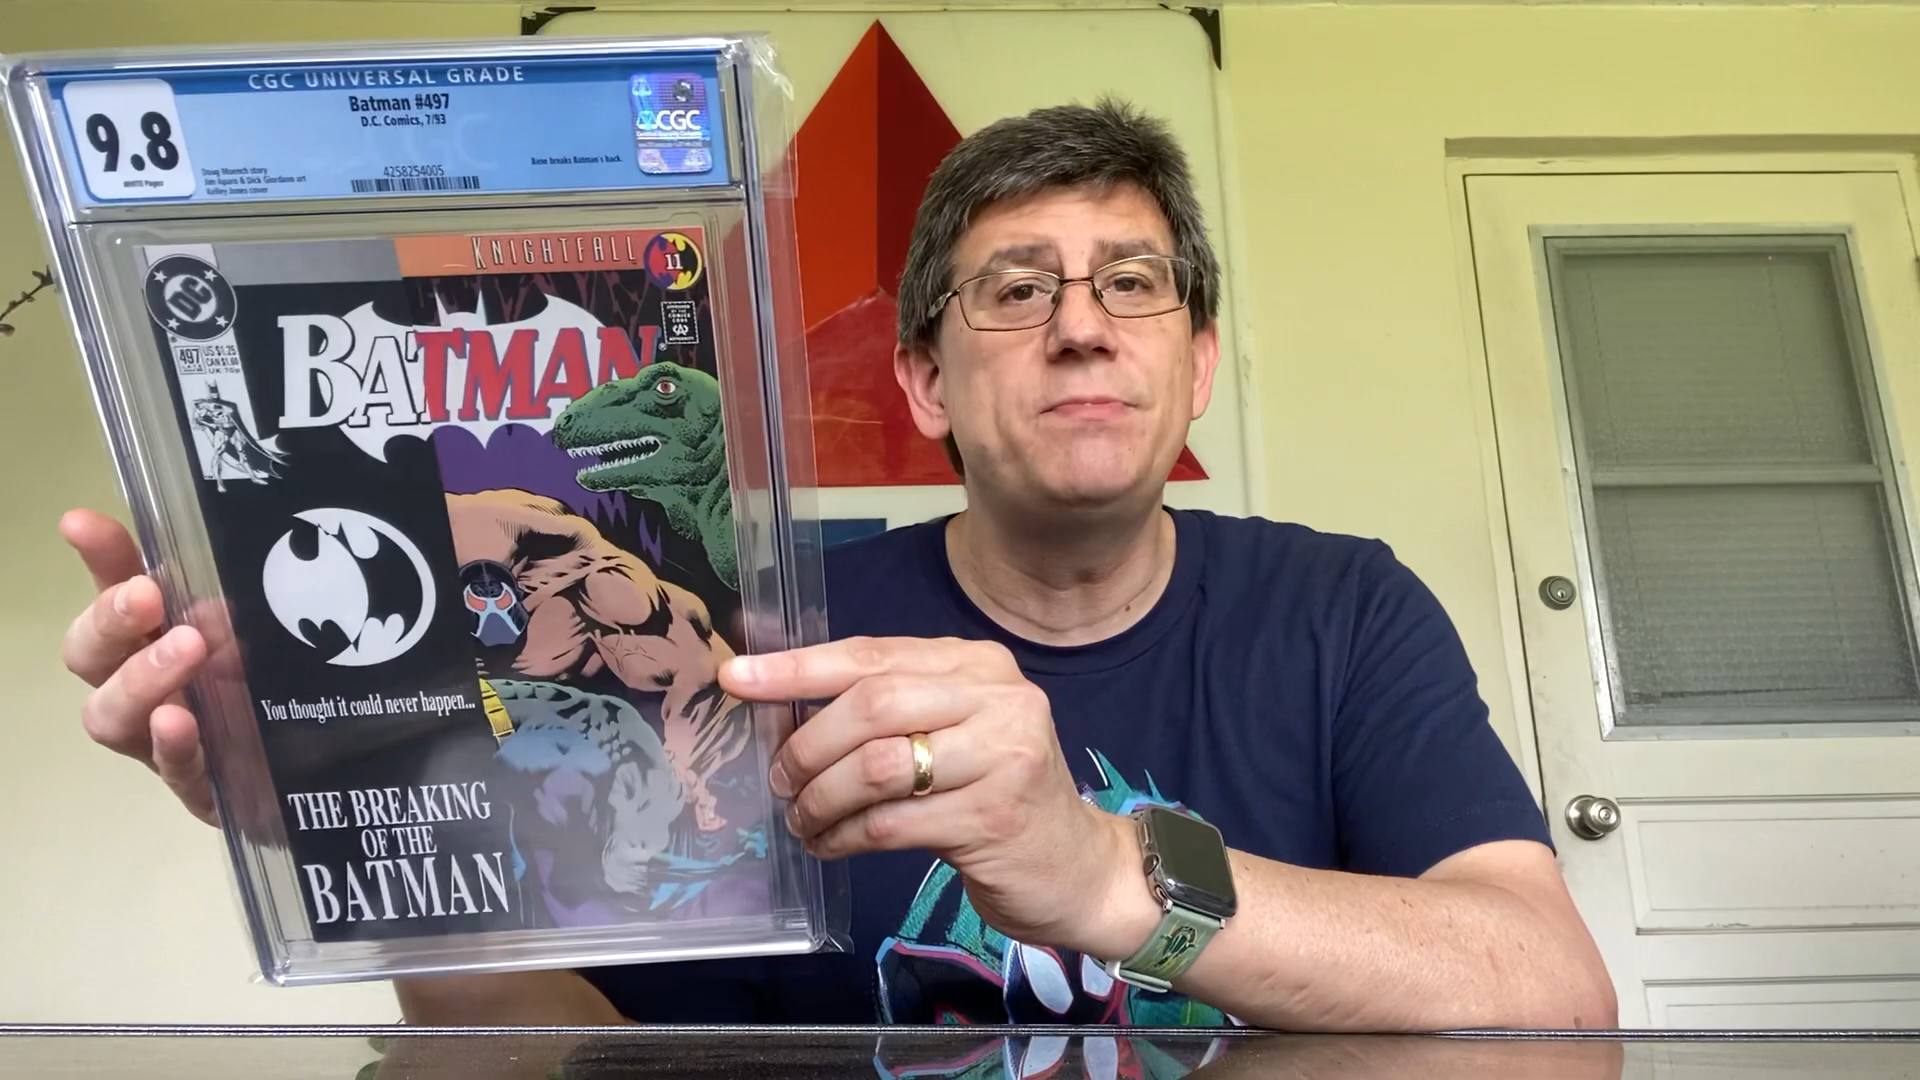 CGC UNIVERSAL GRADE
9.8
WHITE Pages
Batman #497
D.C. Comics, 7/93
Doug Moench story
Jim Aparo & Dick Giordano art
Kelley Jones cover
4258254005
Bane breaks Batman's back.
CGC
KNIGHTFALL
11
DC
BATMAN
497
US $1.25
CAN $1.60
UK 70p
APPROVED
BY THE
COMICS
CODE
AUTHORITY
You thought it could never happen...
THE BREAKING
OF THE
BATMAN